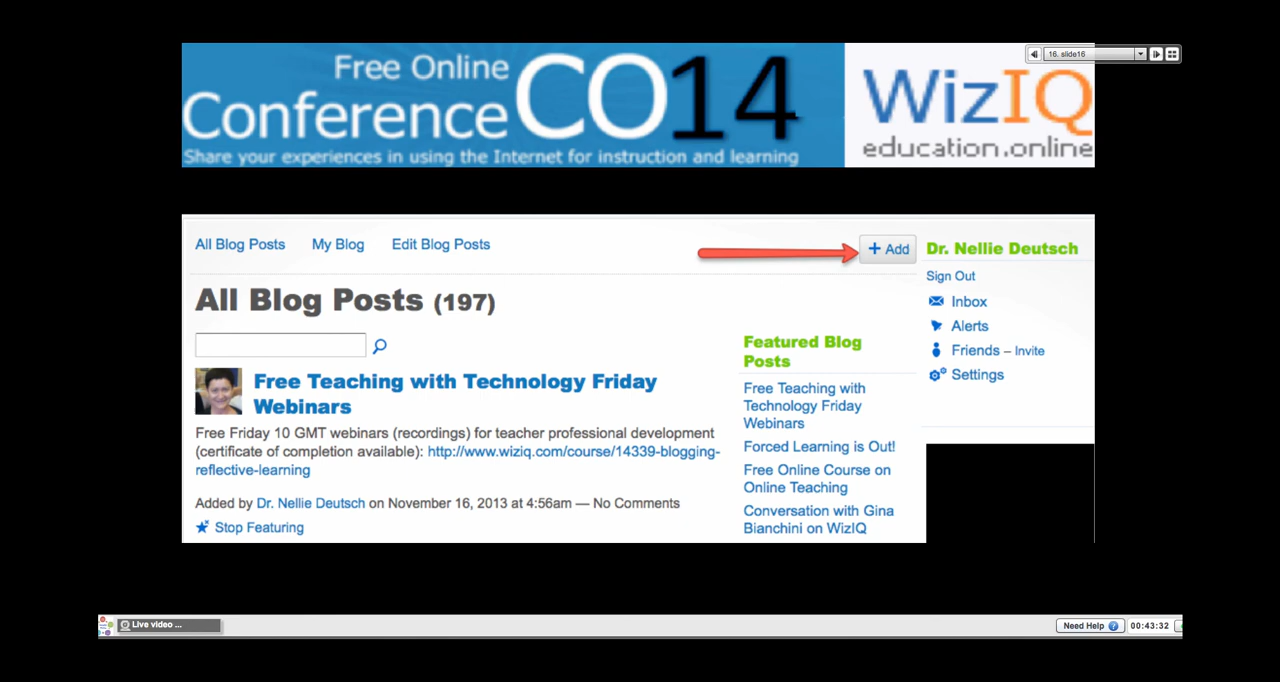 16. slide16
Free Online
Conference CO14
Share your experiences in using the Internet for instruction and learning
WizIQ
education.online
All Blog Posts My Blog Edit Blog Posts
+ Add
Dr. Nellie Deutsch
Sign Out
Inbox
Alerts
Friends – Invite
Settings
All Blog Posts (197)
Free Teaching with Technology Friday
Webinars
Free Friday 10 GMT webinars (recordings) for teacher professional development
(certificate of completion available): http://www.wiziq.com/course/14339-blogging-
reflective-learning
Added by Dr. Nellie Deutsch on November 16, 2013 at 4:56am — No Comments
Stop Featuring
Featured Blog
Posts
Free Teaching with
Technology Friday
Webinars
Forced Learning is Out!
Free Online Course on
Online Teaching
Conversation with Gina
Bianchini on WizIQ
Live video ...
Need Help ?
00:43:32